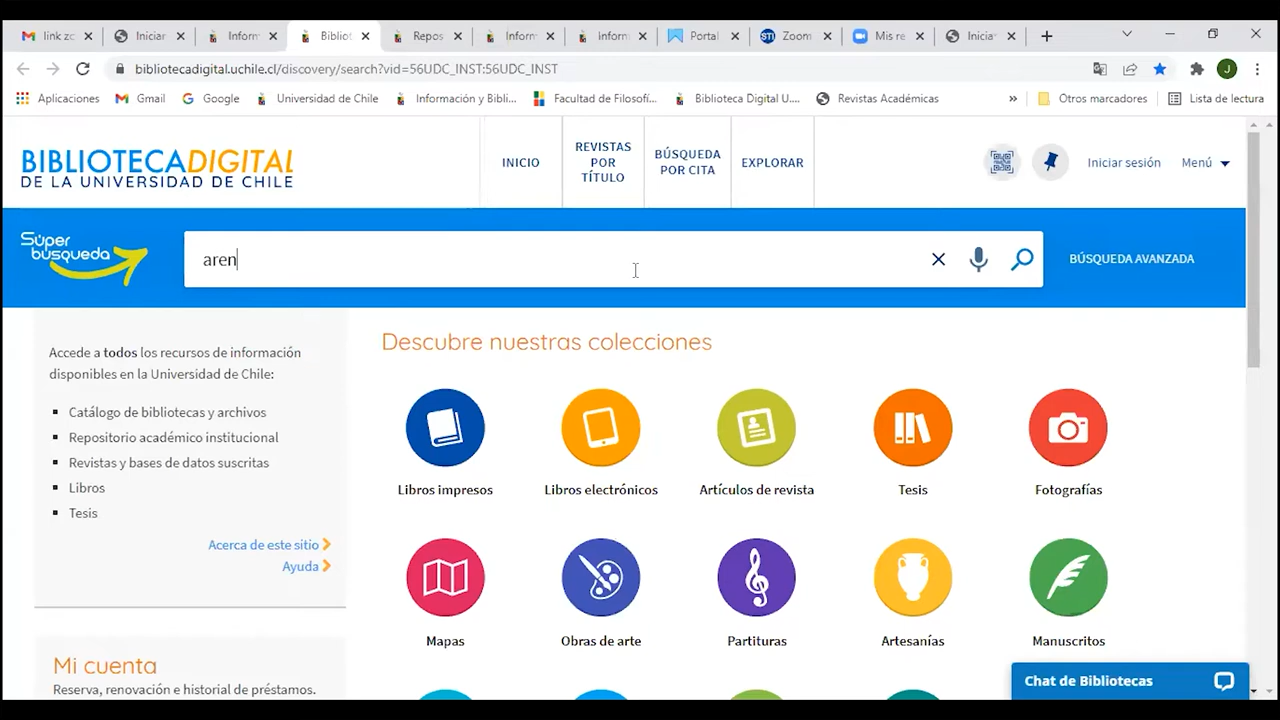 link zc
Iniciar
Inform
Bibliot
Repos
Inform
Inform
Portal
STI
Zoom
Mis re
Inicia
bibliotecadigital.uchile.cl/discovery/search?vid=56UDC_INST:56UDC_INST
J
Aplicaciones
Gmail
Google
Universidad de Chile
Información y Bibli...
Facultad de Filosofí...
Biblioteca Digital U....
Revistas Académicas
»
Otros marcadores
Lista de lectura
BIBLIOTECADIGITAL
DE LA UNIVERSIDAD DE CHILE
INICIO
REVISTAS
POR
TÍTULO
BÚSQUEDA
POR CITA
EXPLORAR
Iniciar sesión
Menú
Súper
búsqueda
aren
BÚSQUEDA AVANZADA
Accede a todos los recursos de información
disponibles en la Universidad de Chile:
Catálogo de bibliotecas y archivos
Repositorio académico institucional
Revistas y bases de datos suscritas
Libros
Tesis
Acerca de este sitio
Ayuda
Mi cuenta
Reserva, renovación e historial de préstamos.
Descubre nuestras colecciones
Libros impresos
Libros electrónicos
Artículos de revista
Tesis
Fotografías
Mapas
Obras de arte
Partituras
Artesanías
Manuscritos
Chat de Bibliotecas